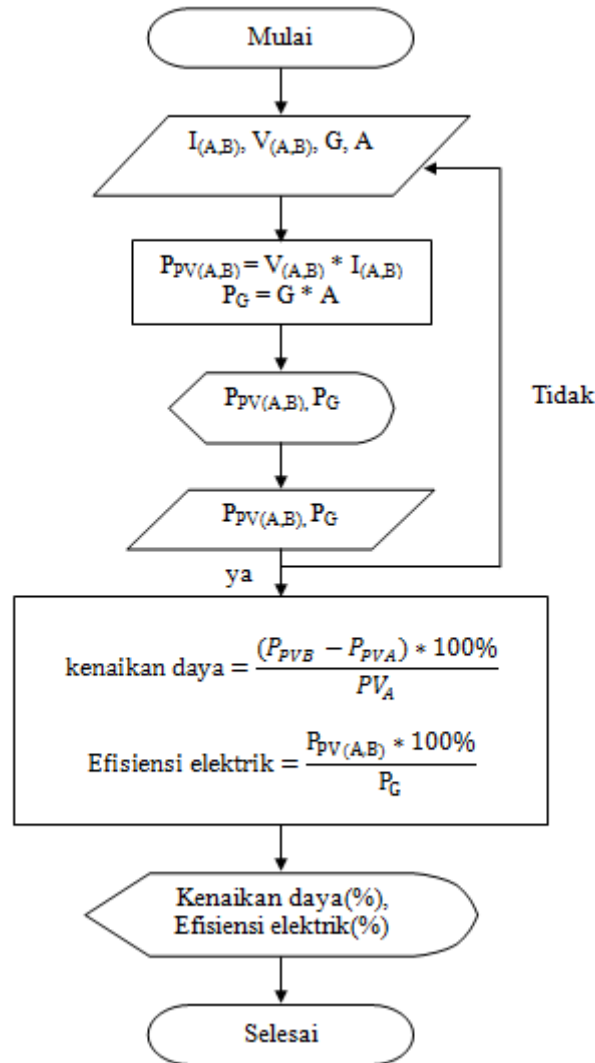 Mulai
I(A,B), V(A,B), G, A
PPV(A,B) = V(A,B) * I(A,B)
PG = G * A
PPV(A,B), PG
Tidak
PPV(A,B), PG
ya
kenaikan daya = (PPVB − PPVA) * 100% / PVA
Efisiensi elektrik = PPV(A,B) * 100% / PG
Kenaikan daya(%),
Efisiensi elektrik(%)
Selesai